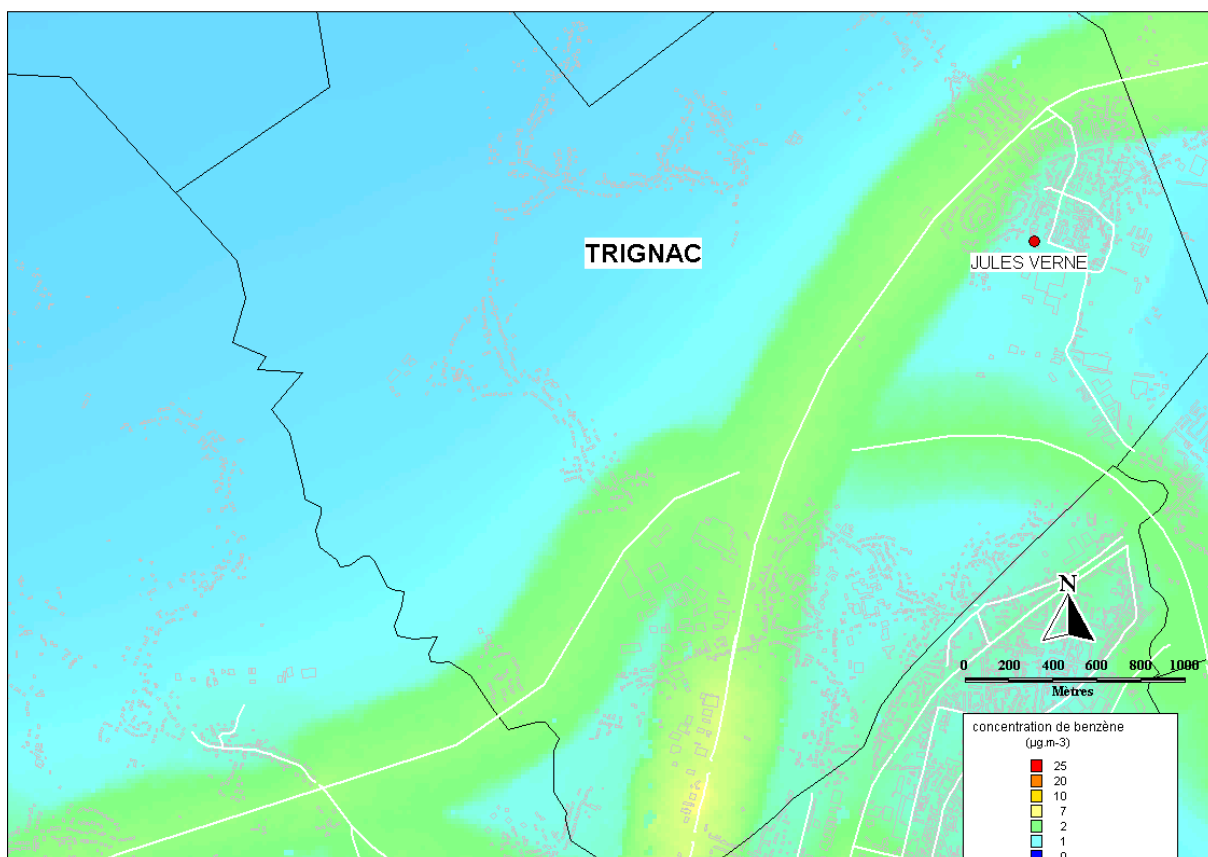 TRIGNAC
JULES VERNE
N
0 200 400 600 800 1000
Mètres
concentration de benzène
(µg.m-3)
25
20
10
7
2
1
0